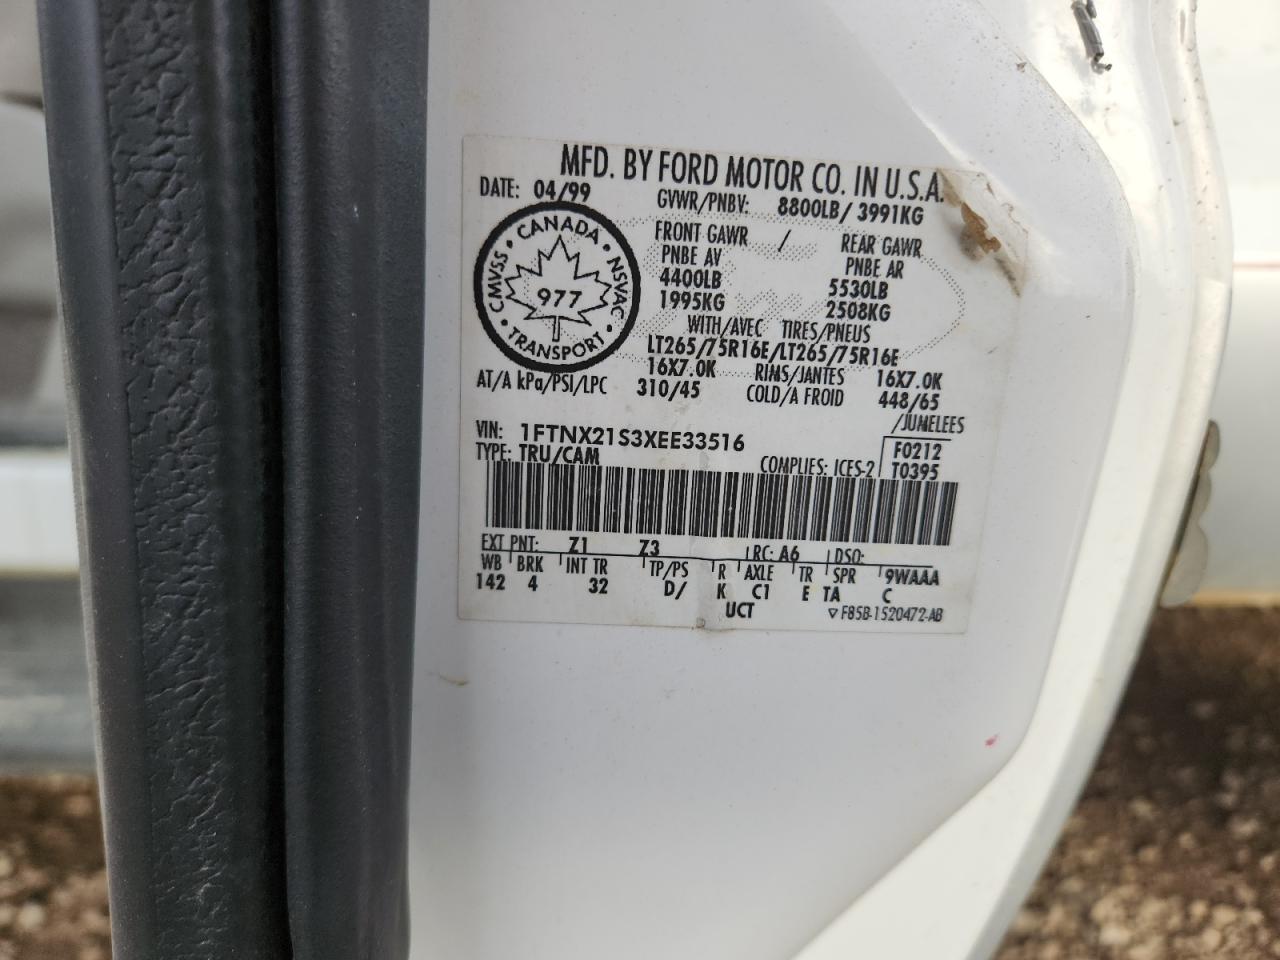 MFD. BY FORD MOTOR CO. IN U.S.A.
DATE: 04/99 GVWR/PNBV: 8800LB/ 3991KG
CANADA • NSVAC • TRANSPORT • CMVSS •
977
FRONT GAWR / REAR GAWR
PNBE AV PNBE AR
4400LB 5530LB
1995KG 2508KG
WITH/AVEC TIRES/PNEUS
LT265/75R16E/LT265/75R16E
16X7.0K RIMS/JANTES 16X7.0K
AT/A kPa/PSI/LPC 310/45 COLD/A FROID 448/65
/JUMELEES
VIN: 1FTNX21S3XEE33516 F0212
TYPE: TRU/CAM COMPLIES: ICES-2 T0395
EXT PNT: Z1 Z3 RC: A6 DSO:
WB BRK INT TR TP/PS R AXLE TR SPR 9WAAA
142 4 32 D/ K C1 E TA C
UCT ▽ F85B-1520472-AB